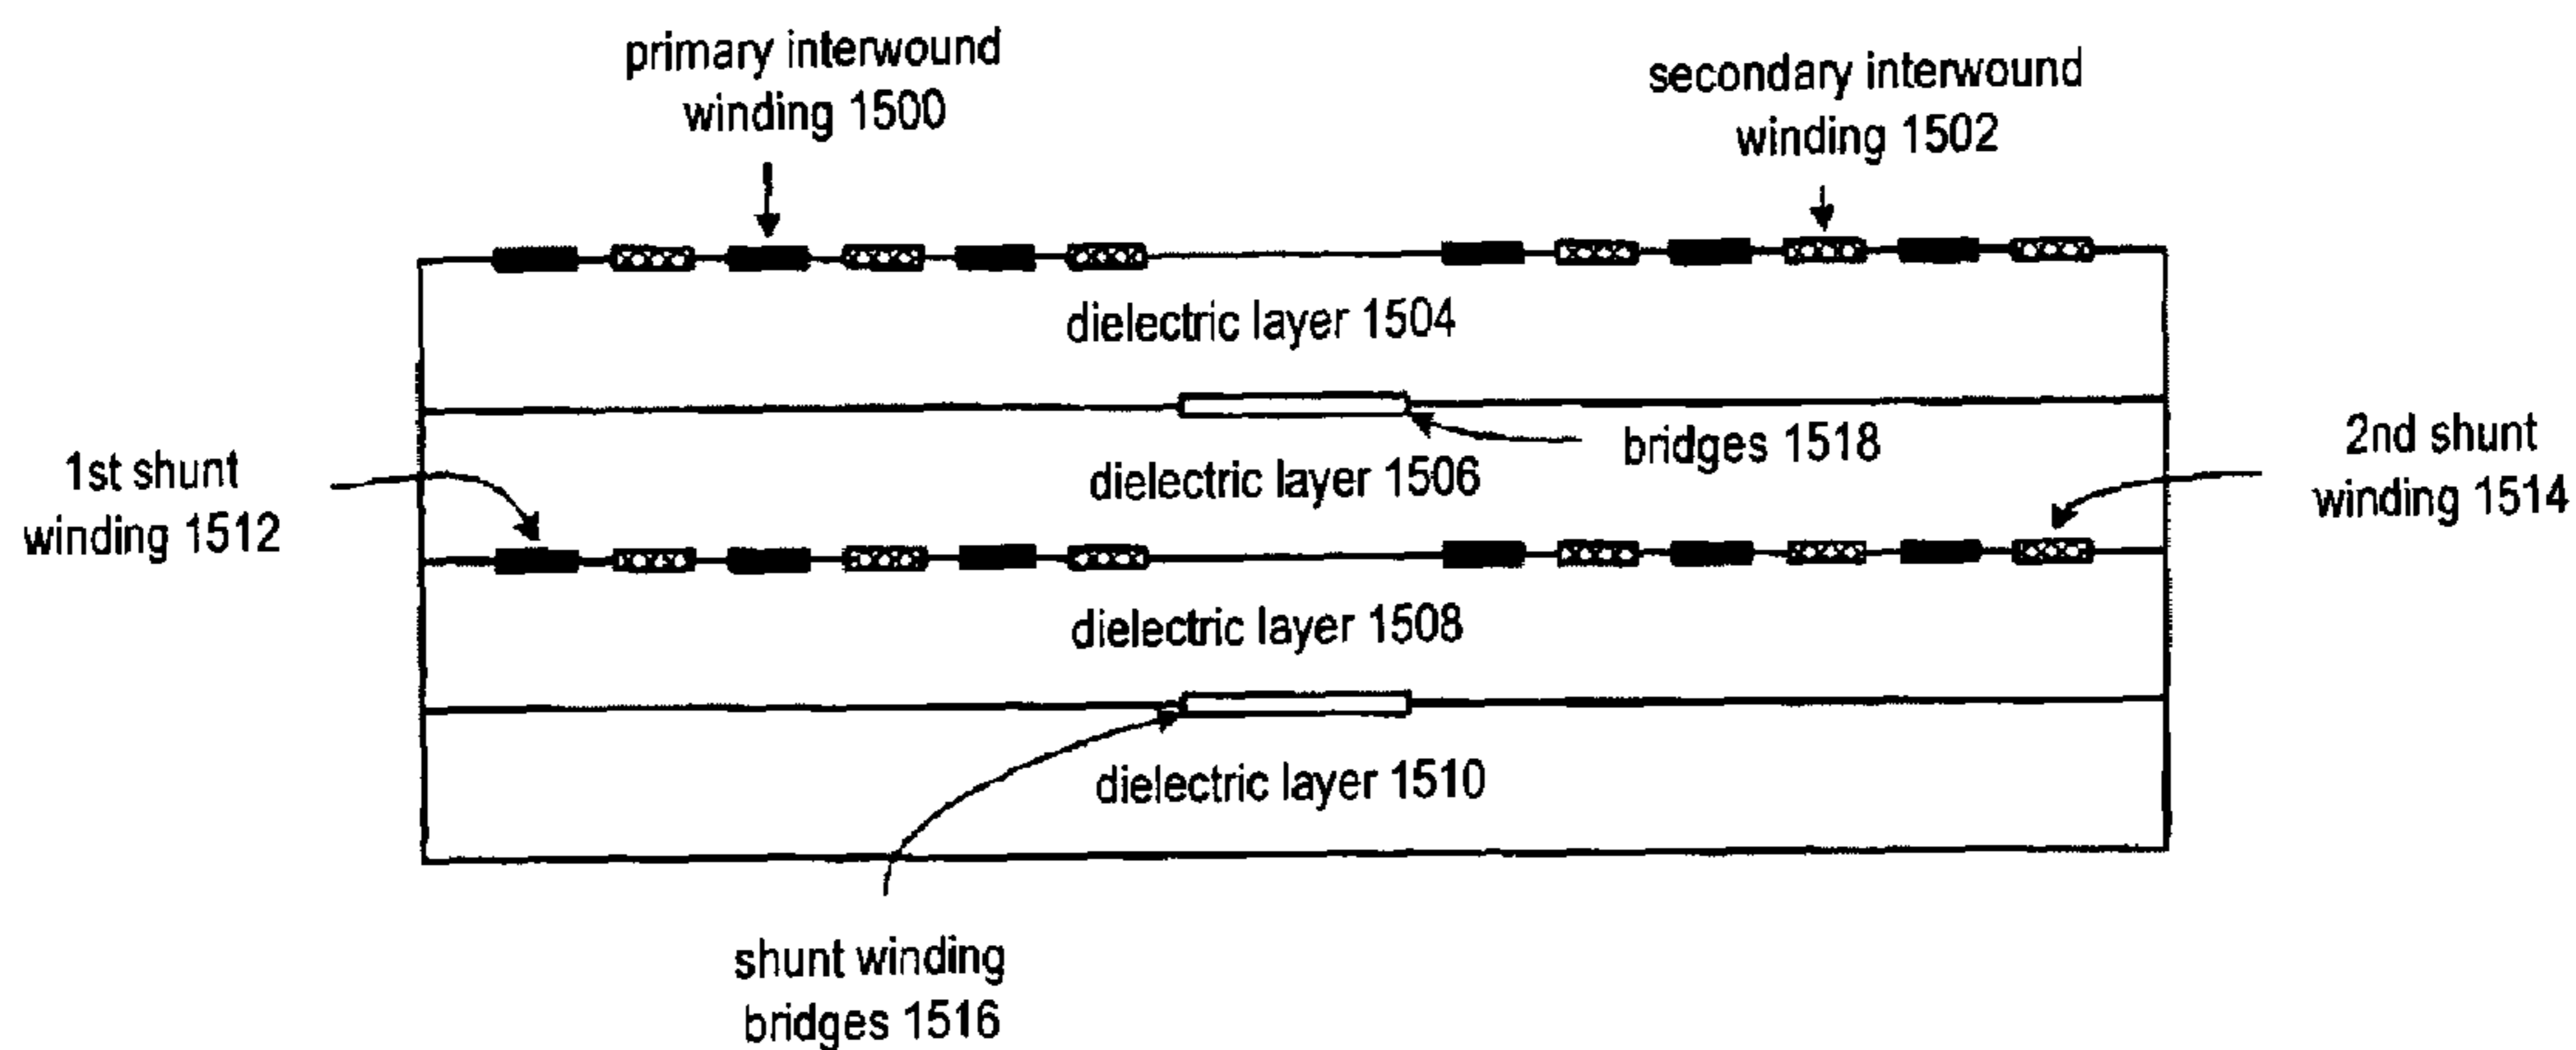 primary interwound
winding 1500
secondary interwound
winding 1502
dielectric layer 1504
bridges 1518
dielectric layer 1506
1st shunt
winding 1512
2nd shunt
winding 1514
dielectric layer 1508
dielectric layer 1510
shunt winding
bridges 1516